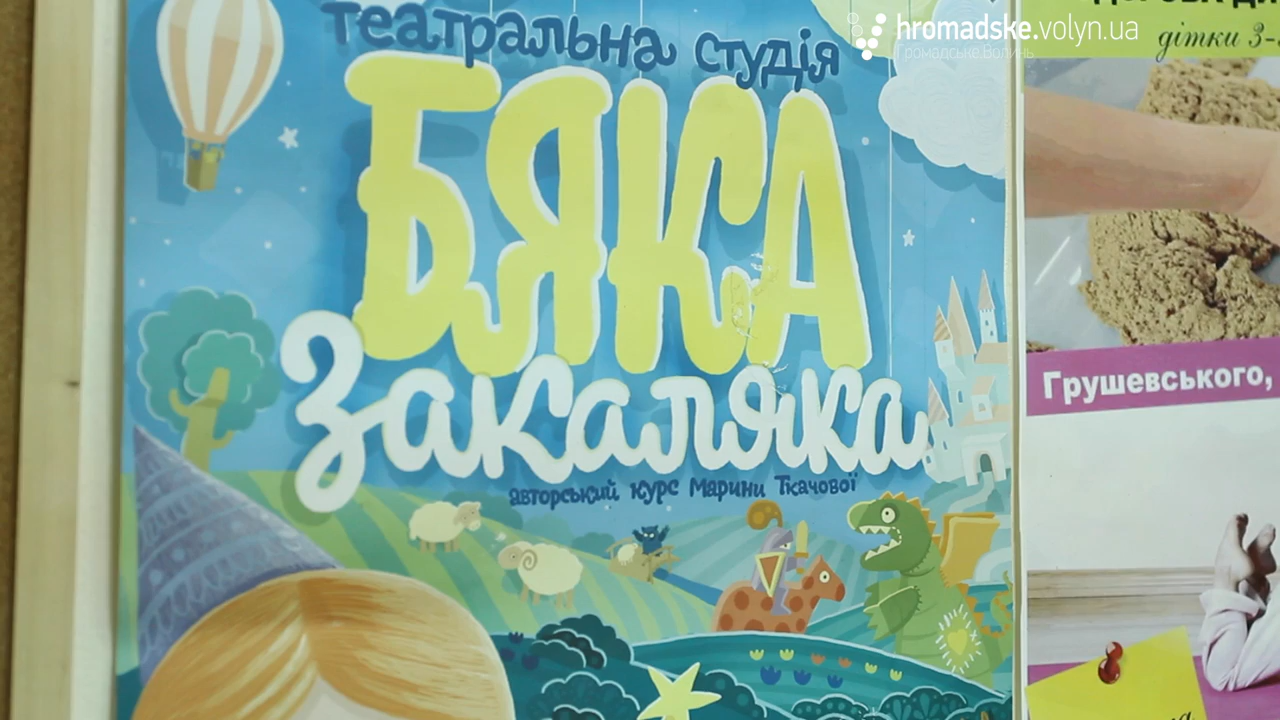 театральна студія
БЯКА
Закаляка
авторський курс Марини Ткачової
hromadske.volyn.ua
Громадське.Волинь
дітки 3-
Грушевського,